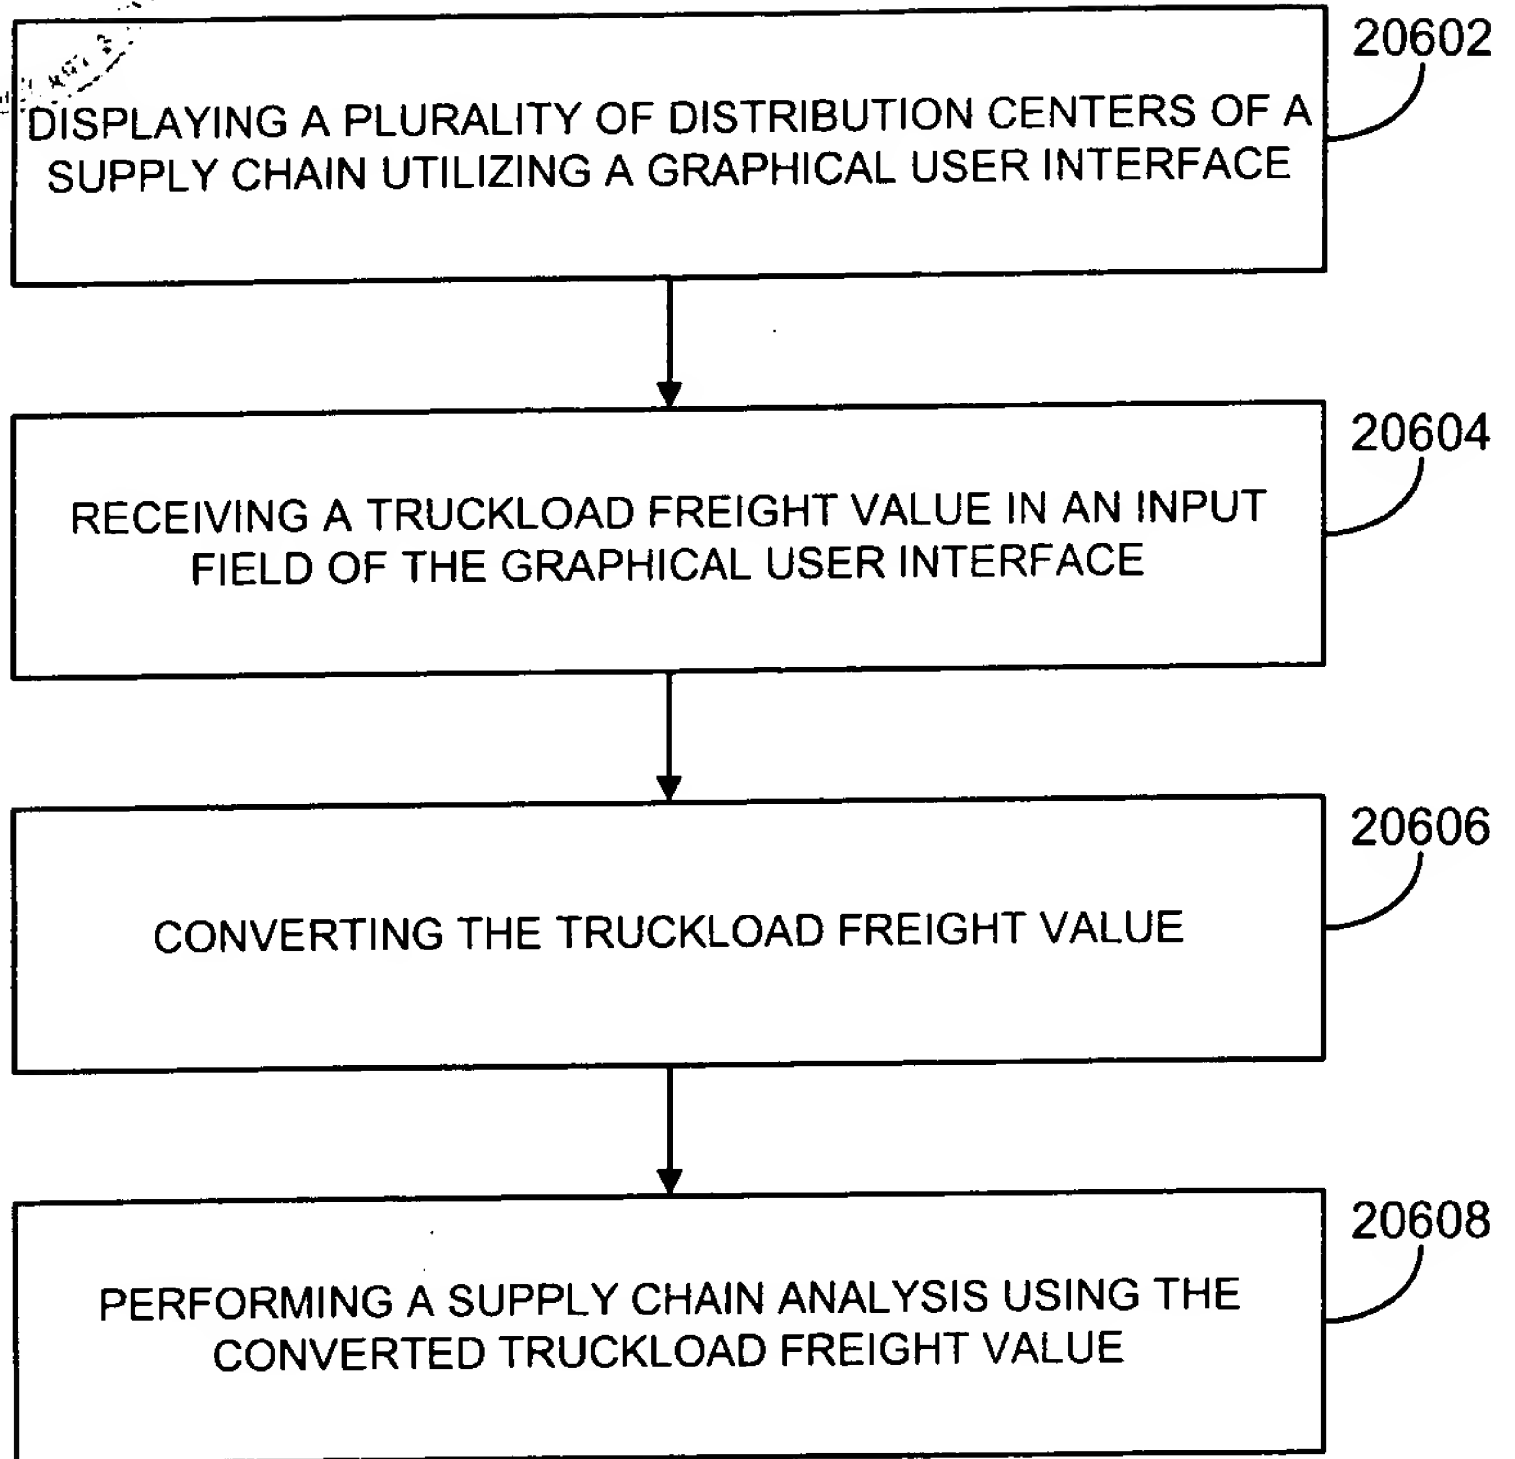 20602
DISPLAYING A PLURALITY OF DISTRIBUTION CENTERS OF A
SUPPLY CHAIN UTILIZING A GRAPHICAL USER INTERFACE
20604
RECEIVING A TRUCKLOAD FREIGHT VALUE IN AN INPUT
FIELD OF THE GRAPHICAL USER INTERFACE
20606
CONVERTING THE TRUCKLOAD FREIGHT VALUE
20608
PERFORMING A SUPPLY CHAIN ANALYSIS USING THE
CONVERTED TRUCKLOAD FREIGHT VALUE